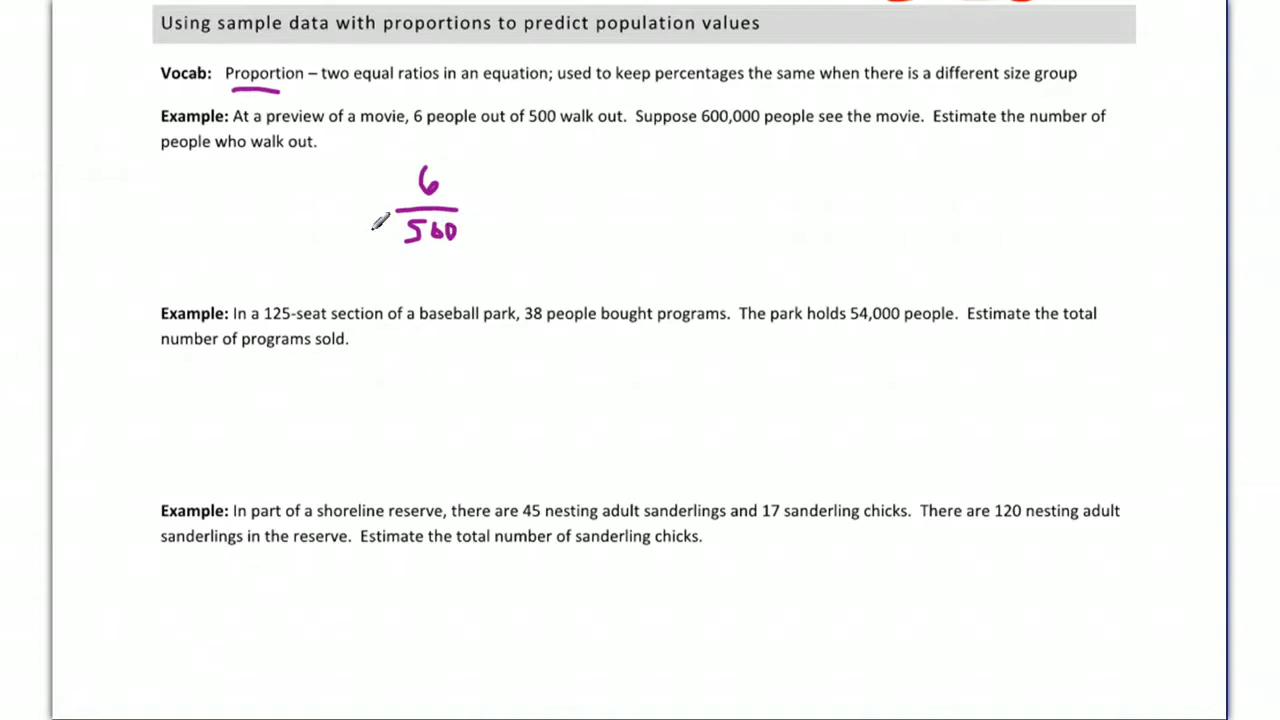 Using sample data with proportions to predict population values
Vocab: Proportion – two equal ratios in an equation; used to keep percentages the same when there is a different size group
Example: At a preview of a movie, 6 people out of 500 walk out. Suppose 600,000 people see the movie. Estimate the number of
people who walk out.
6
500
Example: In a 125-seat section of a baseball park, 38 people bought programs. The park holds 54,000 people. Estimate the total
number of programs sold.
Example: In part of a shoreline reserve, there are 45 nesting adult sanderlings and 17 sanderling chicks. There are 120 nesting adult
sanderlings in the reserve. Estimate the total number of sanderling chicks.